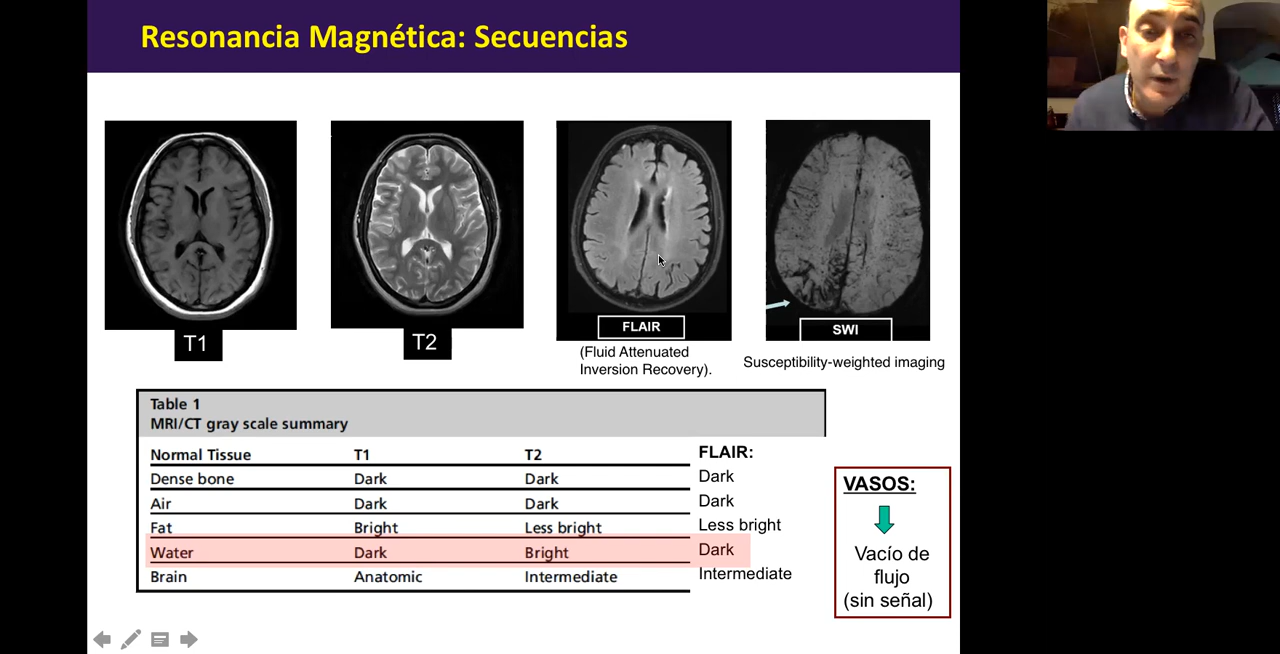 Resonancia Magnética: Secuencias
T1
T2
FLAIR
SWI
(Fluid Attenuated
Inversion Recovery).
Susceptibility-weighted imaging
Table 1
MRI/CT gray scale summary
Normal Tissue T1 T2 FLAIR:
Dense bone Dark Dark Dark
Air Dark Dark Dark
Fat Bright Less bright Less bright
Water Dark Bright Dark
Brain Anatomic Intermediate Intermediate
VASOS:
Vacío de
flujo
(sin señal)